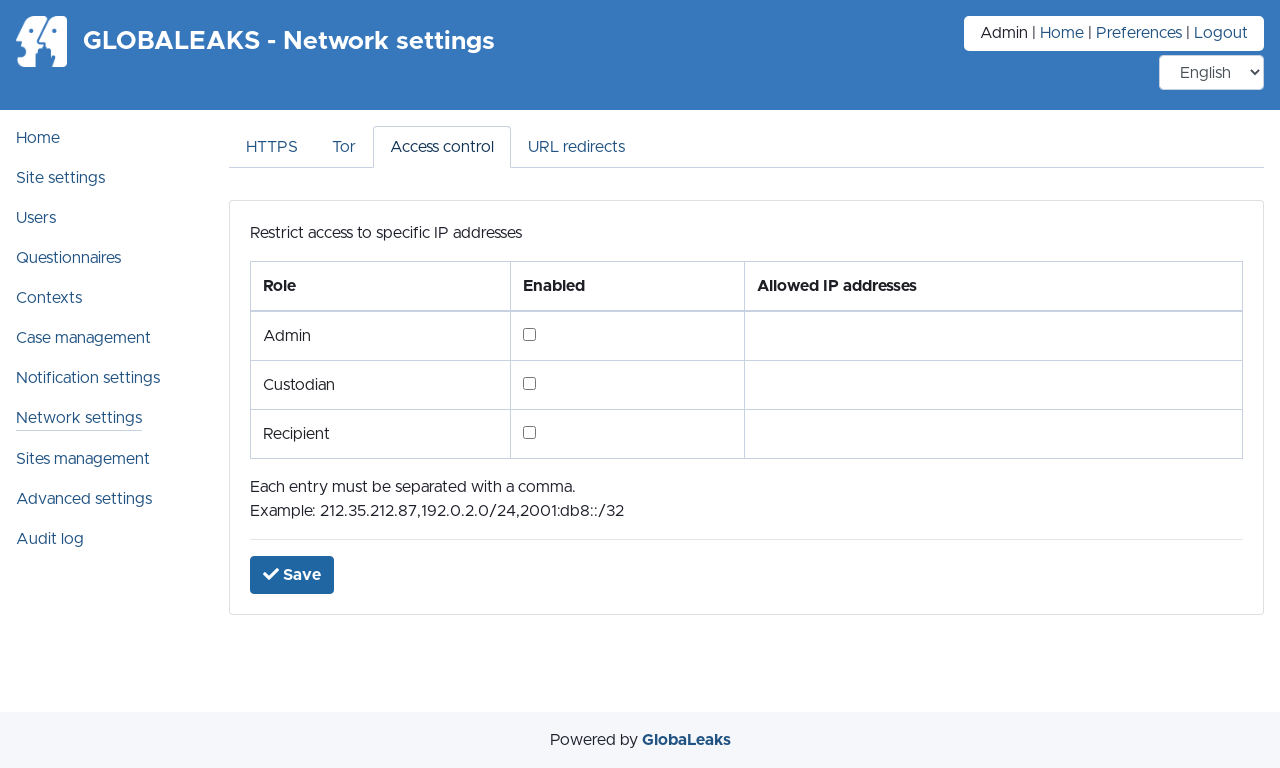 GLOBALEAKS - Network settings
Admin | Home | Preferences | Logout
English
Home
Site settings
Users
Questionnaires
Contexts
Case management
Notification settings
Network settings
Sites management
Advanced settings
Audit log
HTTPS Tor Access control URL redirects
Restrict access to specific IP addresses
Role Enabled Allowed IP addresses
Admin
Custodian
Recipient
Each entry must be separated with a comma.
Example: 212.35.212.87,192.0.2.0/24,2001:db8::/32
Save
Powered by GlobaLeaks